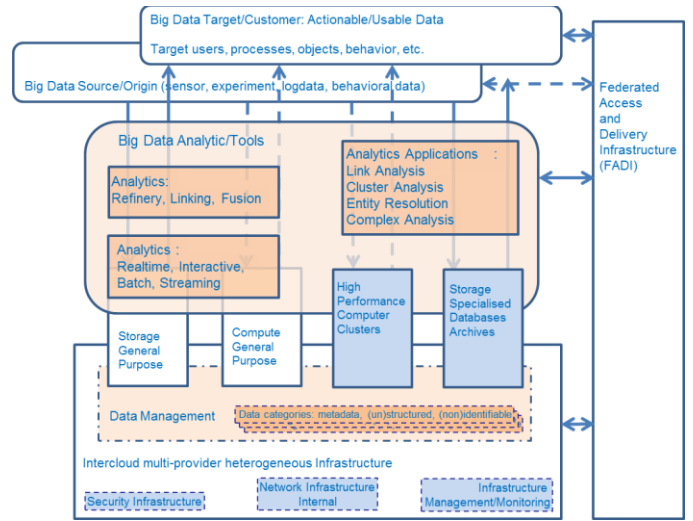 Big Data Target/Customer: Actionable/Usable Data
Target users, processes, objects, behavior, etc.
Big Data Source/Origin (sensor, experiment, logdata, behavioral data)
Federated
Access
and
Delivery
Infrastructure
(FADI)
Big Data Analytic/Tools
Analytics:
Refinery, Linking, Fusion
Analytics Applications :
Link Analysis
Cluster Analysis
Entity Resolution
Complex Analysis
Analytics :
Realtime, Interactive,
Batch, Streaming
Storage
General
Purpose
Compute
General
Purpose
High
Performance
Computer
Clusters
Storage
Specialised
Databases
Archives
Data Management
Data categories: metadata, (un)structured, (non)identifiable
Intercloud multi-provider heterogeneous Infrastructure
Security Infrastructure
Network Infrastructure
Internal
Infrastructure
Management/Monitoring